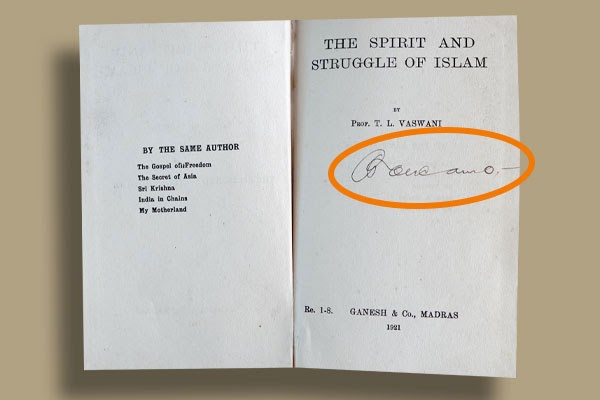 BY THE SAME AUTHOR
The Gospel of Freedom
The Secret of Asia
Sri Krishna
India in Chains
My Motherland
THE SPIRIT AND
STRUGGLE OF ISLAM
BY
PROF. T. L. VASWANI
Re. 1-8.
GANESH & Co., MADRAS
1921